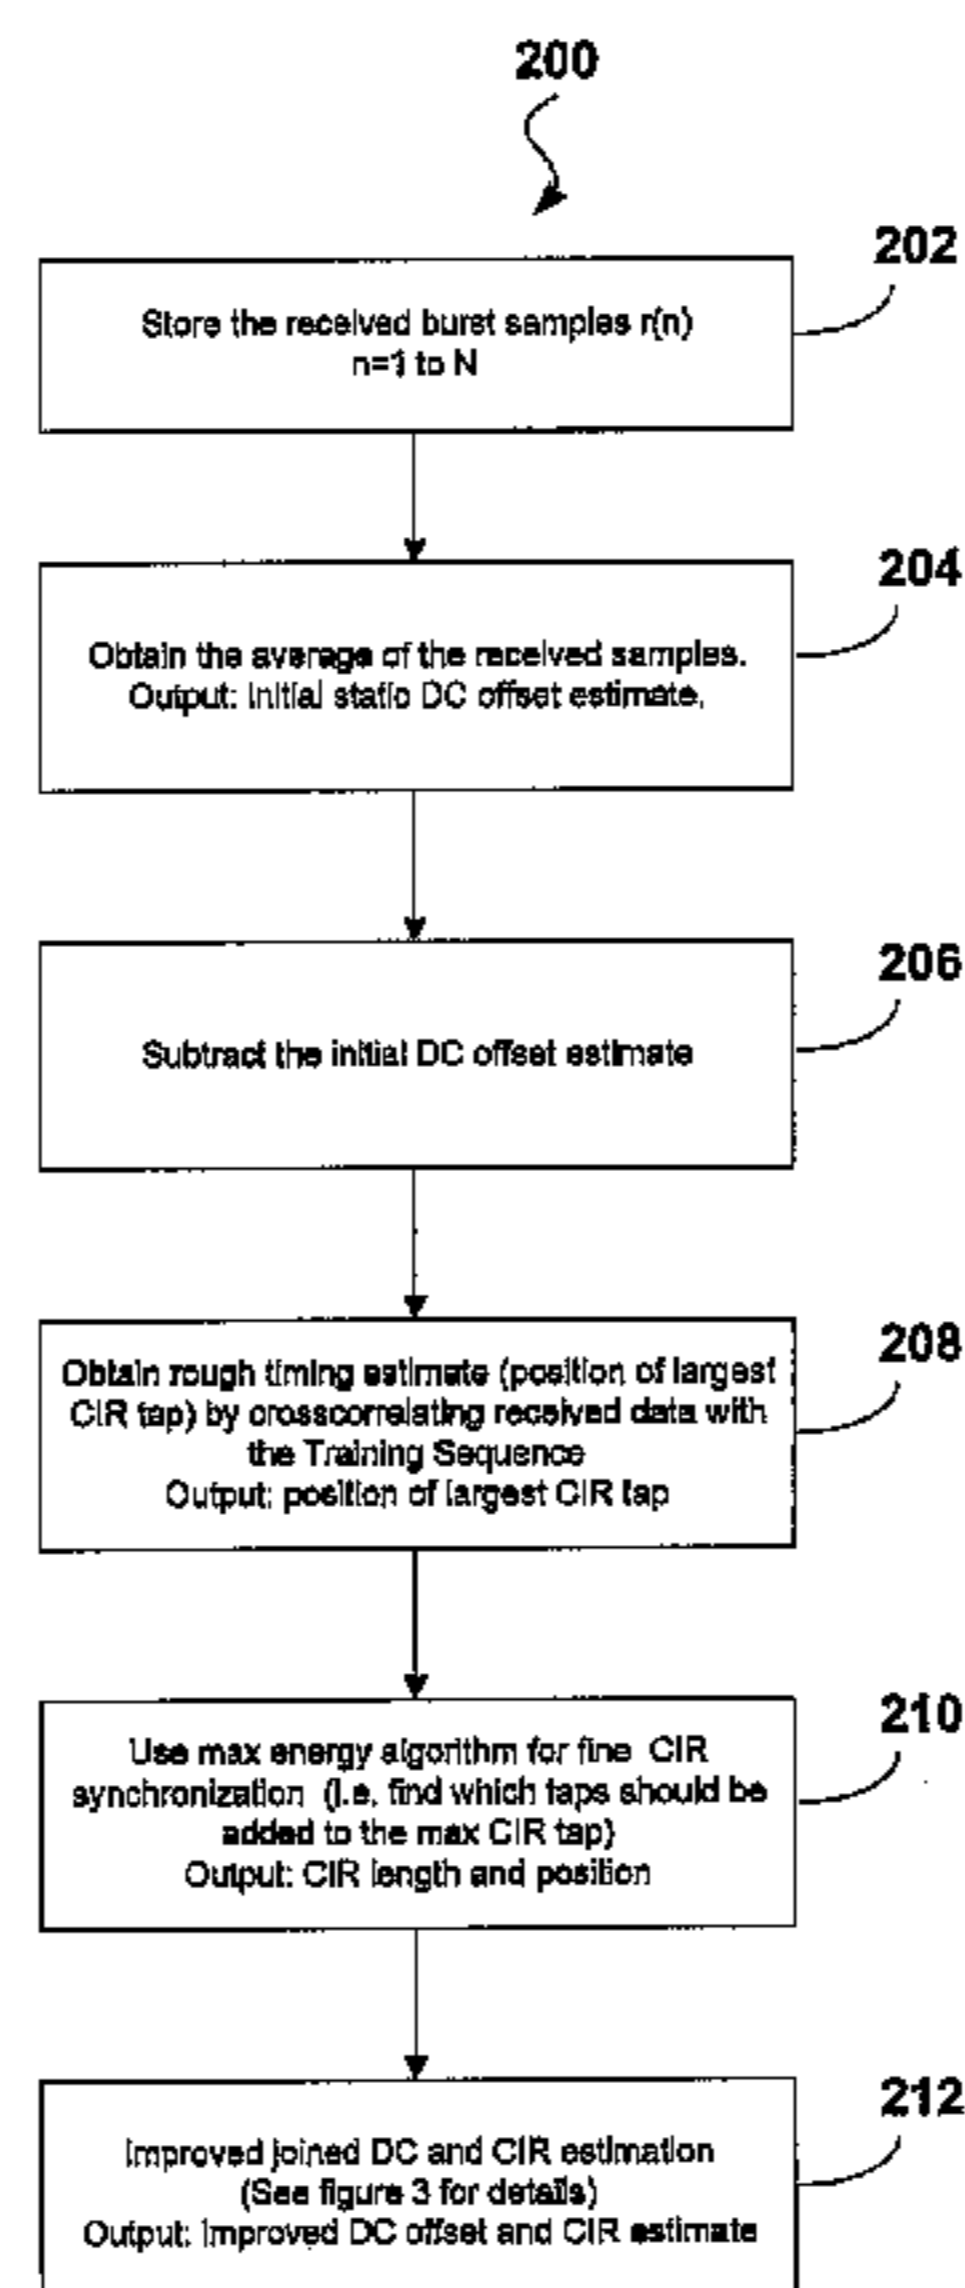 200
202
Store the received burst samples r(n)
n=1 to N
204
Obtain the average of the received samples.
Output: Initial static DC offset estimate.
206
Subtract the initial DC offset estimate
208
Obtain rough timing estimate (position of largest
CIR tap) by crosscorrelating received data with
the Training Sequence
Output: position of largest CIR tap
210
Use max energy algorithm for fine CIR
synchronization (i.e. find which taps should be
added to the max CIR tap)
Output: CIR length and position
212
Improved joined DC and CIR estimation
(See figure 3 for details)
Output: Improved DC offset and CIR estimate